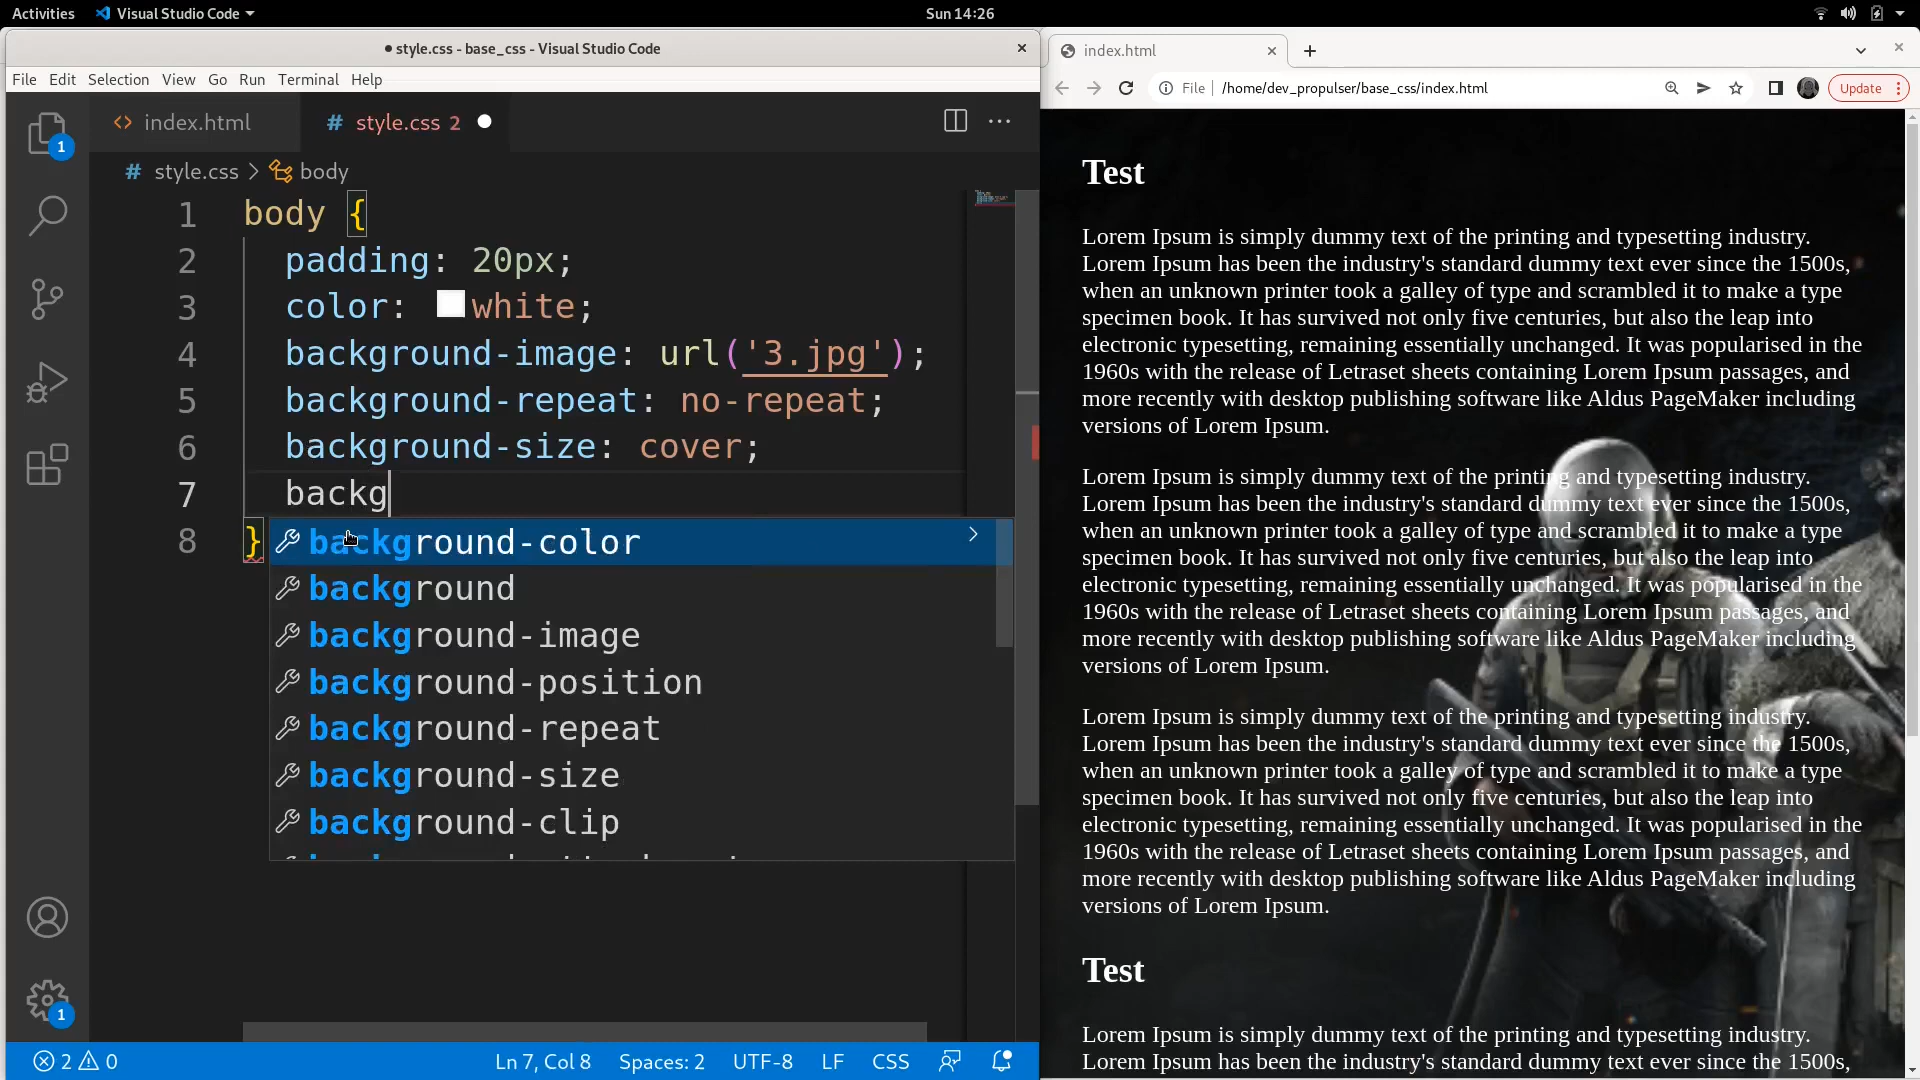 Activities Visual Studio Code Sun 14:26
style.css - base_css - Visual Studio Code
File Edit Selection View Go Run Terminal Help
index.html style.css 2
style.css > body
1 body {
2 padding: 20px;
3 color: white;
4 background-image: url('3.jpg');
5 background-repeat: no-repeat;
6 background-size: cover;
7 backg
8 }
background-color
background
background-image
background-position
background-repeat
background-size
background-clip
1
1
2 0 Ln 7, Col 8 Spaces: 2 UTF-8 LF CSS
index.html
File /home/dev_propulser/base_css/index.html Update
Test
Lorem Ipsum is simply dummy text of the printing and typesetting industry.
Lorem Ipsum has been the industry's standard dummy text ever since the 1500s,
when an unknown printer took a galley of type and scrambled it to make a type
specimen book. It has survived not only five centuries, but also the leap into
electronic typesetting, remaining essentially unchanged. It was popularised in the
1960s with the release of Letraset sheets containing Lorem Ipsum passages, and
more recently with desktop publishing software like Aldus PageMaker including
versions of Lorem Ipsum.
Lorem Ipsum is simply dummy text of the printing and typesetting industry.
Lorem Ipsum has been the industry's standard dummy text ever since the 1500s,
when an unknown printer took a galley of type and scrambled it to make a type
specimen book. It has survived not only five centuries, but also the leap into
electronic typesetting, remaining essentially unchanged. It was popularised in the
1960s with the release of Letraset sheets containing Lorem Ipsum passages, and
more recently with desktop publishing software like Aldus PageMaker including
versions of Lorem Ipsum.
Lorem Ipsum is simply dummy text of the printing and typesetting industry.
Lorem Ipsum has been the industry's standard dummy text ever since the 1500s,
when an unknown printer took a galley of type and scrambled it to make a type
specimen book. It has survived not only five centuries, but also the leap into
electronic typesetting, remaining essentially unchanged. It was popularised in the
1960s with the release of Letraset sheets containing Lorem Ipsum passages, and
more recently with desktop publishing software like Aldus PageMaker including
versions of Lorem Ipsum.
Test
Lorem Ipsum is simply dummy text of the printing and typesetting industry.
Lorem Ipsum has been the industry's standard dummy text ever since the 1500s,